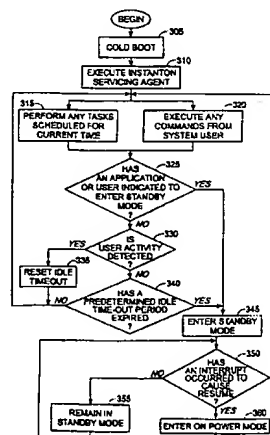 BEGIN
305
COLD BOOT
310
EXECUTE INSTANTON
SERVICING AGENT
315
PERFORM ANY TASKS
SCHEDULED FOR
CURRENT TIME
320
EXECUTE ANY
COMMANDS FROM
SYSTEM USER
325
HAS
AN APPLICATION
OR USER INDICATED TO
ENTER STANDBY
MODE
?
YES
NO
330
IS
USER ACTIVITY
DETECTED
?
YES
335
RESET IDLE
TIMEOUT
NO
340
HAS A
PREDETERMINED IDLE
TIME-OUT PERIOD
EXPIRED
?
NO
YES
345
ENTER STANDBY
MODE
350
HAS
AN INTERRUPT
OCCURRED TO
CAUSE
RESUME
?
NO
355
REMAIN IN
STANDBY MODE
YES
360
ENTER ON POWER MODE